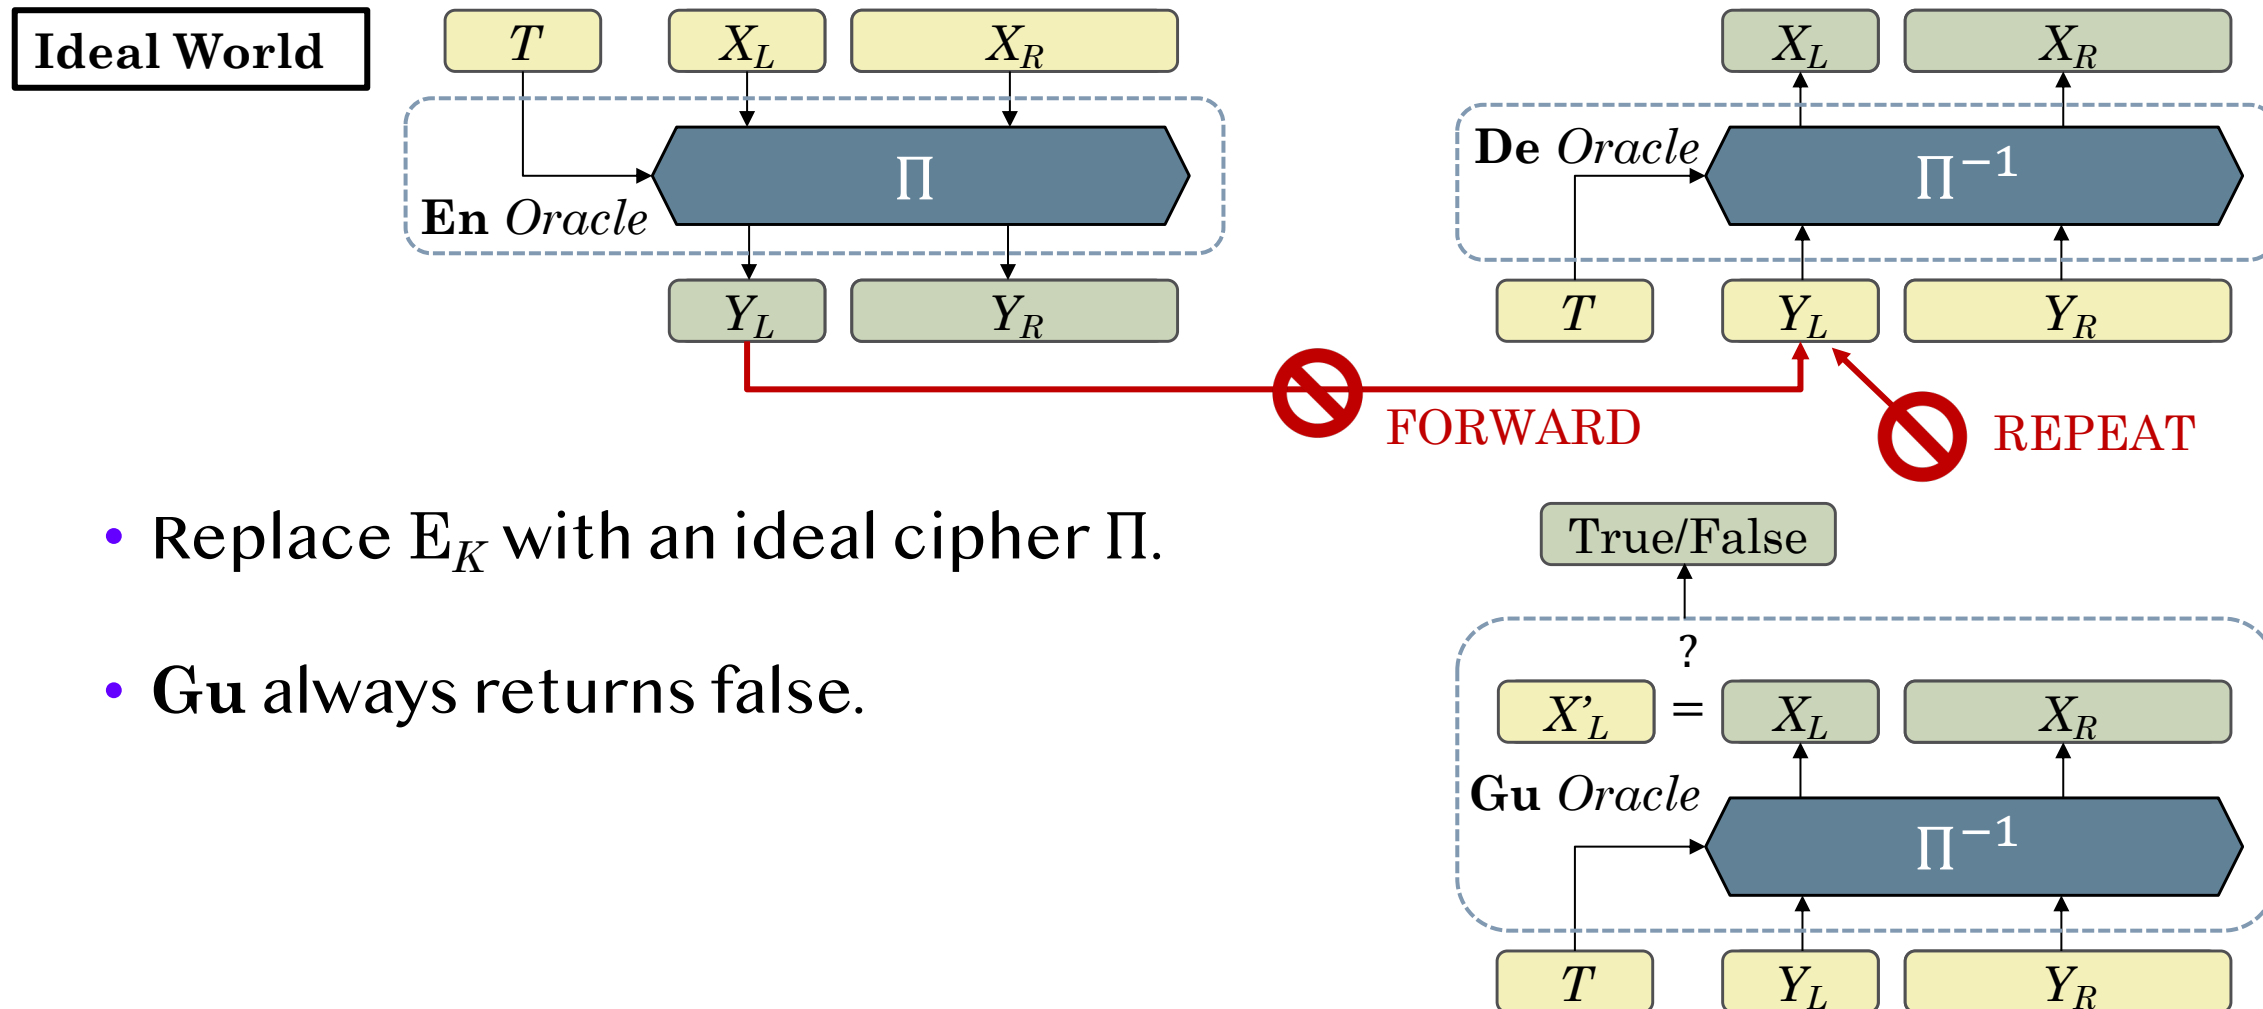 Ideal World
T X_L X_R
Π
En Oracle
Y_L Y_R
X_L X_R
De Oracle
Π⁻¹
T Y_L Y_R
FORWARD
REPEAT
• Replace E_K with an ideal cipher Π.
• Gu always returns false.
True/False
?
X'_L = X_L X_R
Gu Oracle
Π⁻¹
T Y_L Y_R